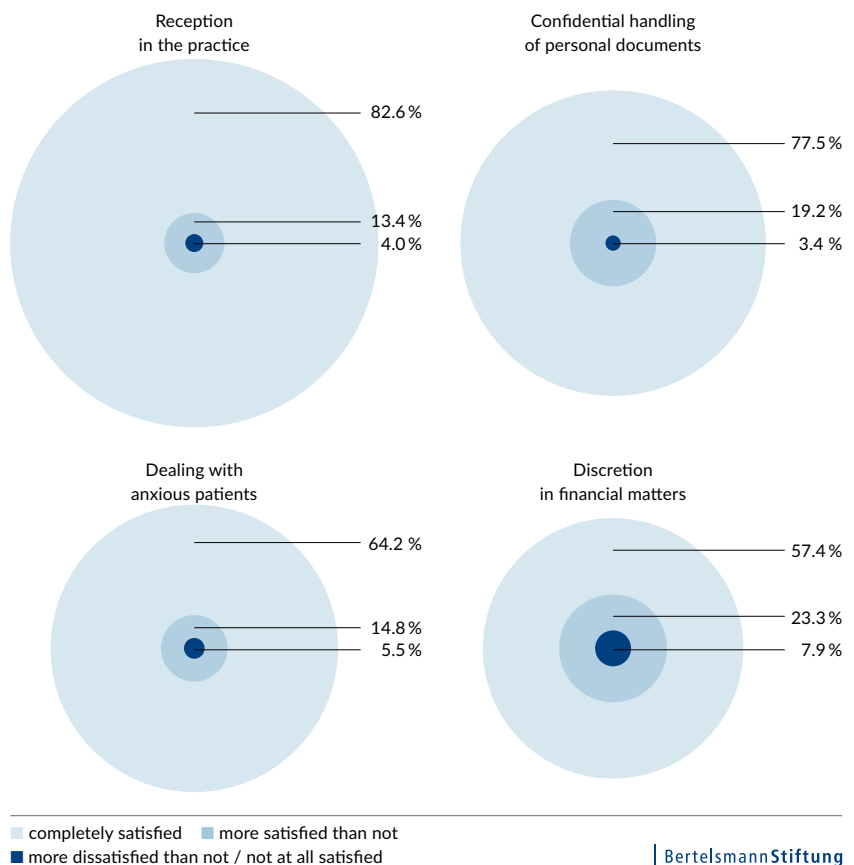 Reception
in the practice
82.6 %
13.4 %
4.0 %
Confidential handling
of personal documents
77.5 %
19.2 %
3.4 %
Dealing with
anxious patients
64.2 %
14.8 %
5.5 %
Discretion
in financial matters
57.4 %
23.3 %
7.9 %
completely satisfied more satisfied than not
more dissatisfied than not / not at all satisfied
BertelsmannStiftung